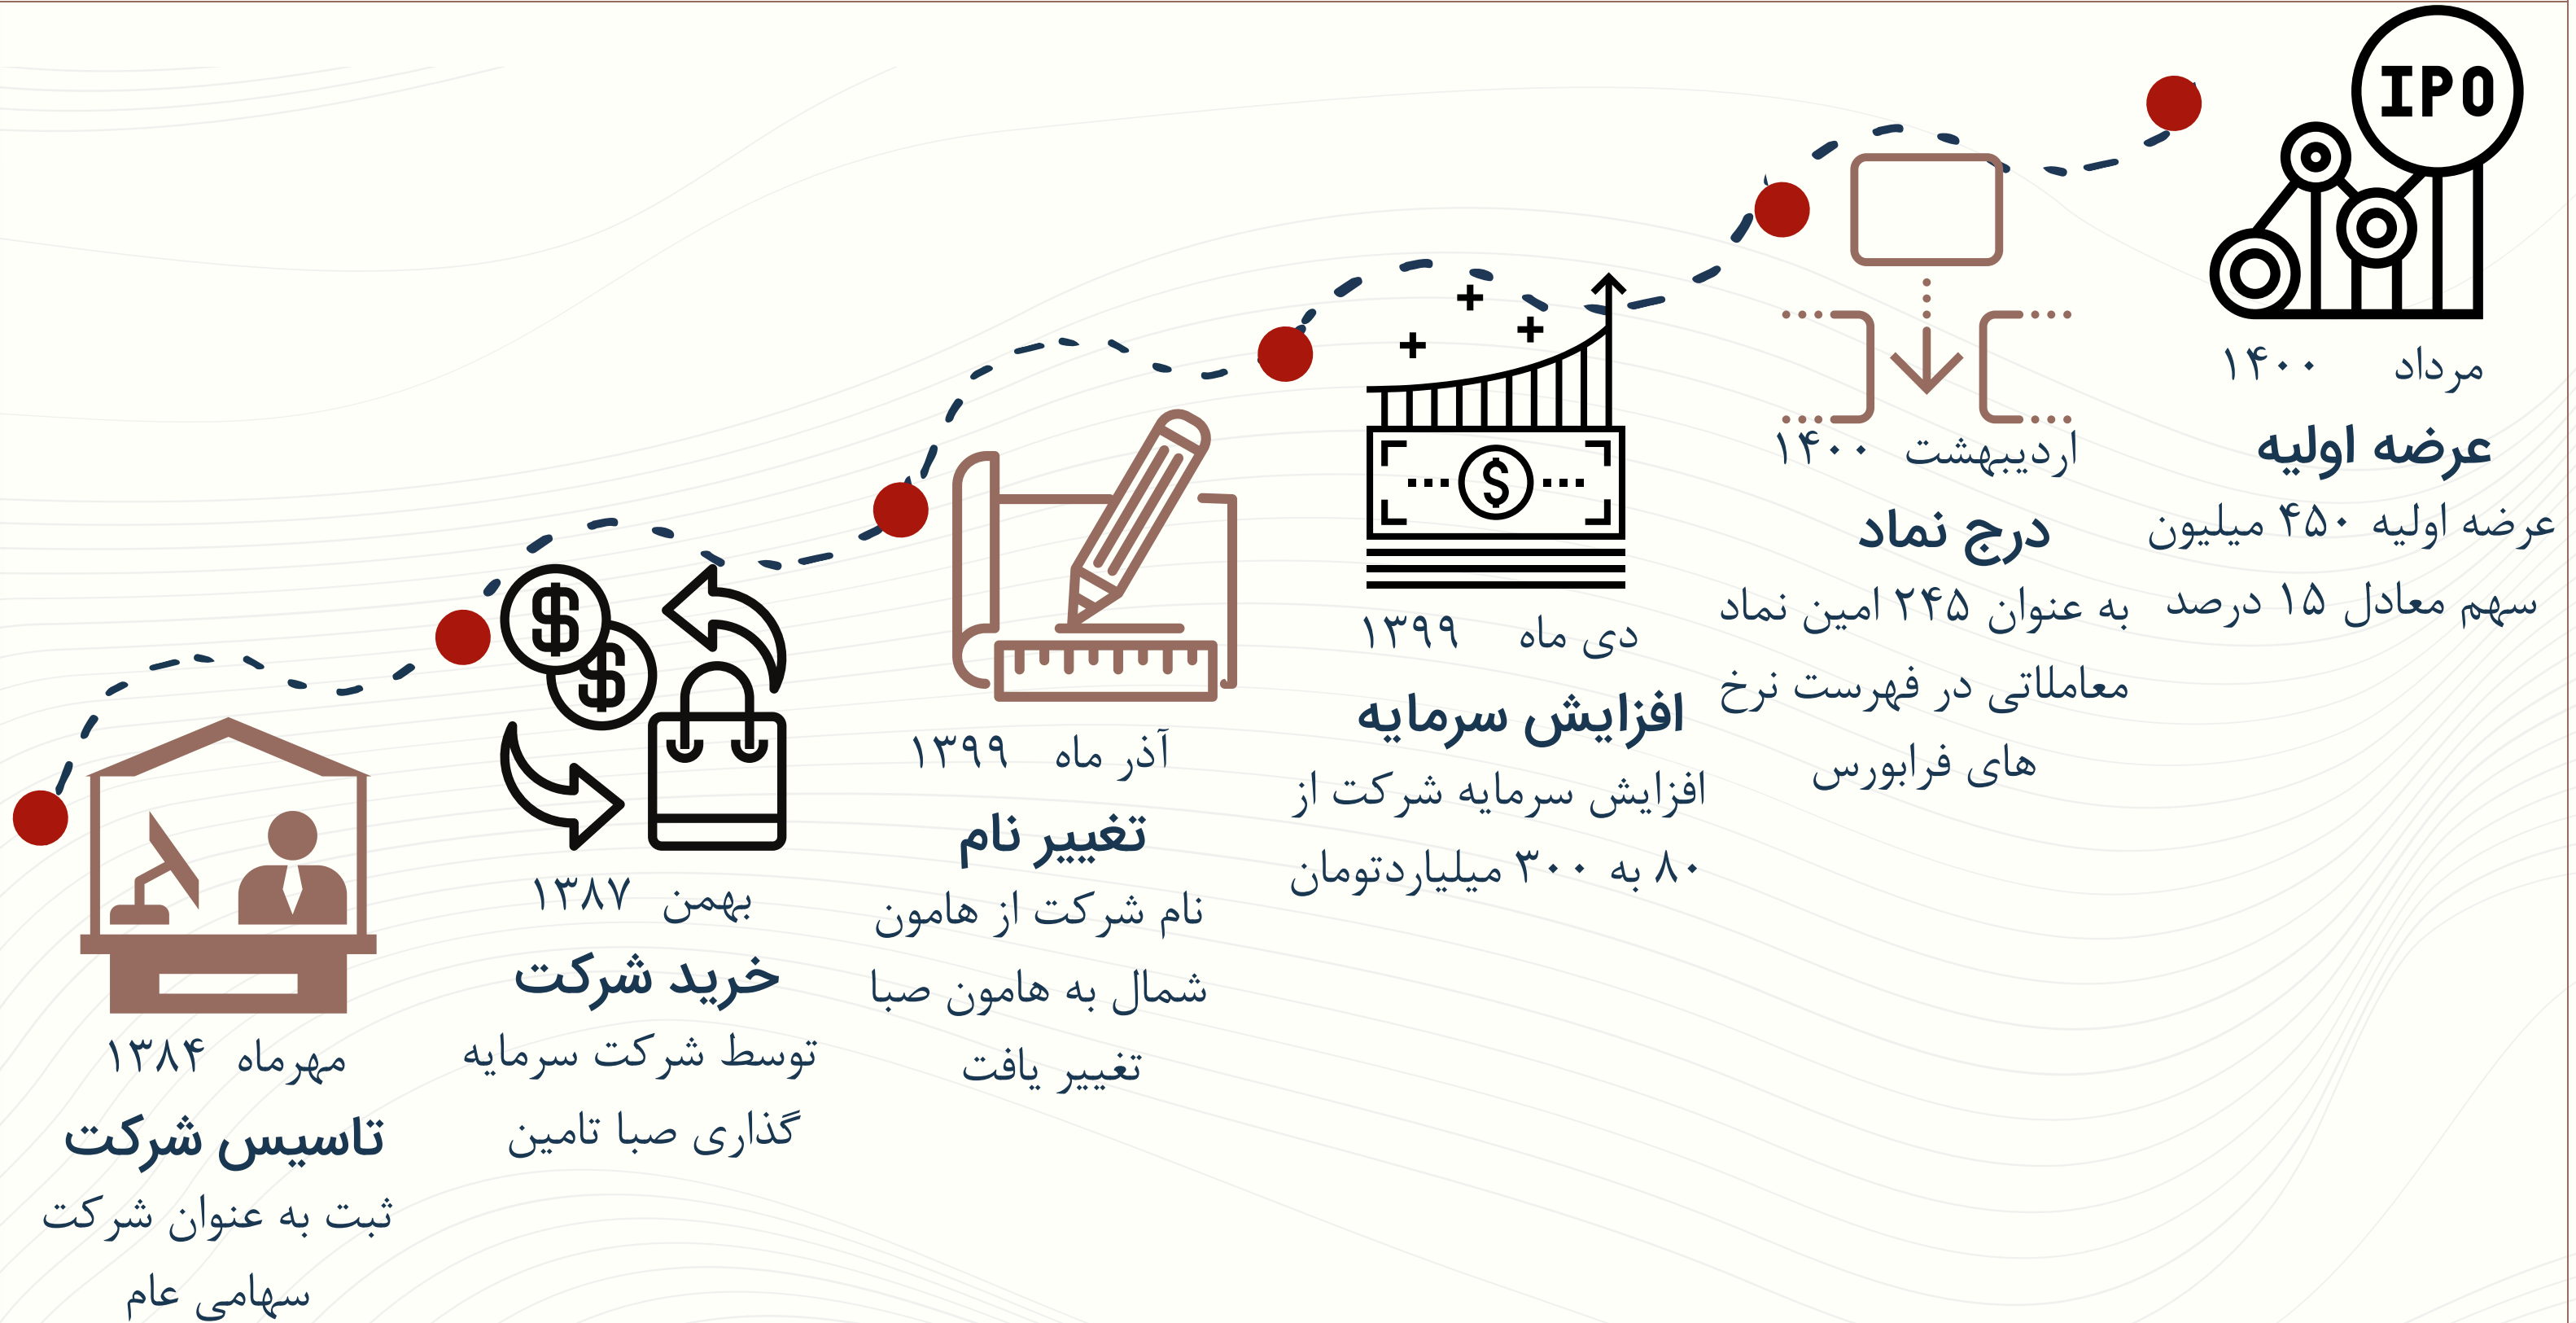 مهرماه ۱۳۸۴
تاسیس شرکت
ثبت به عنوان شرکت
سهامی عام
$
$
بهمن ۱۳۸۷
خرید شرکت
توسط شرکت سرمایه
گذاری صبا تامین
آذر ماه ۱۳۹۹
تغییر نام
نام شرکت از هامون
شمال به هامون صبا
تغییر یافت
$
دی ماه ۱۳۹۹
افزایش سرمایه
افزایش سرمایه شرکت از
۸۰ به ۳۰۰ میلیاردتومان
اردیبهشت ۱۴۰۰
درج نماد
به عنوان ۲۴۵ امین نماد
معاملاتی در فهرست نرخ
های فرابورس
IPO
مرداد ۱۴۰۰
عرضه اولیه
عرضه اولیه ۴۵۰ میلیون
سهم معادل ۱۵ درصد